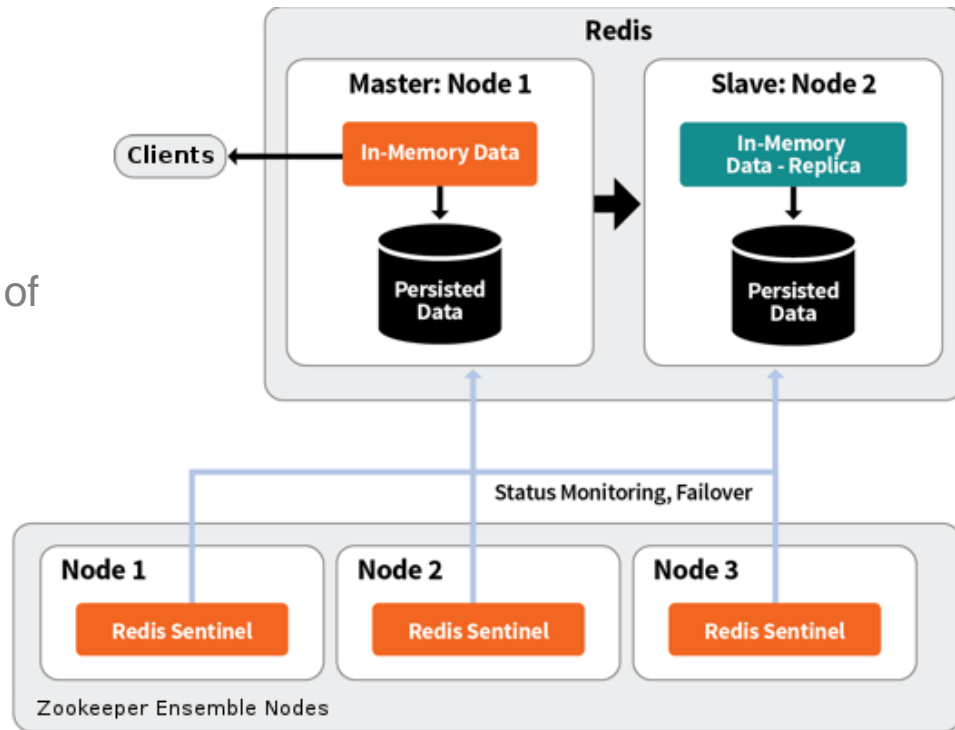 Redis
Master: Node 1
Slave: Node 2
Clients
In-Memory Data
In-Memory
Data - Replica
of
Persisted
Data
Persisted
Data
Status Monitoring, Failover
Node 1
Node 2
Node 3
Redis Sentinel
Redis Sentinel
Redis Sentinel
Zookeeper Ensemble Nodes